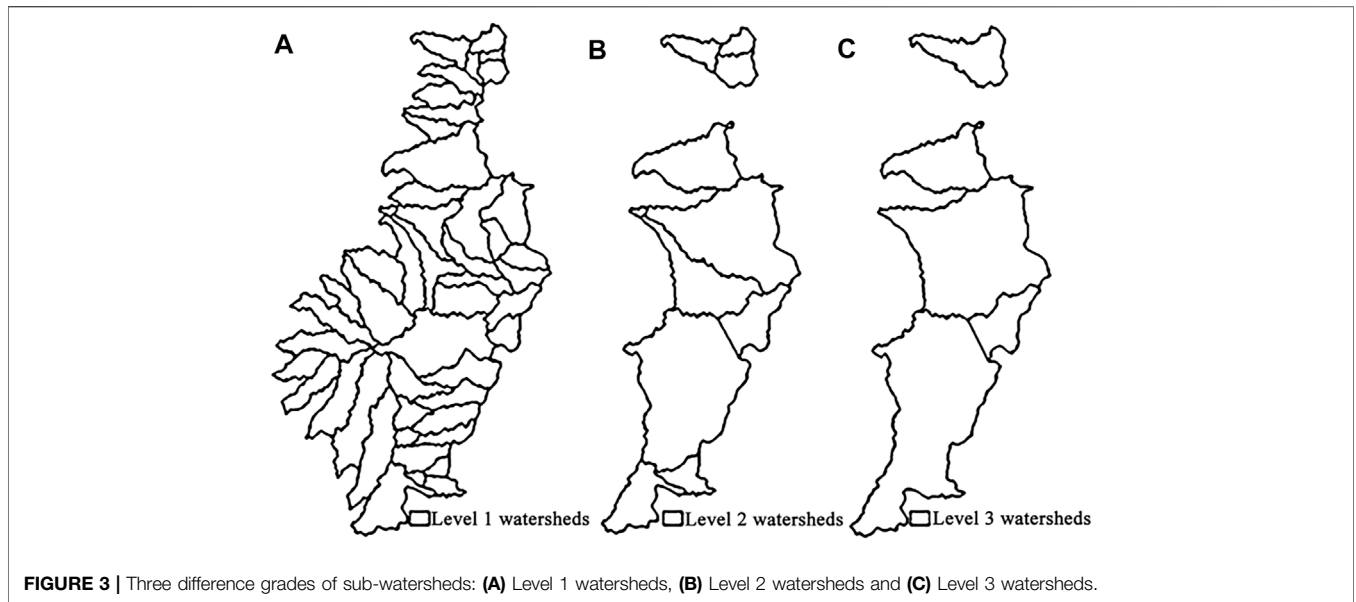 A
B
C
Level 1 watersheds
Level 2 watersheds
Level 3 watersheds
FIGURE 3 | Three difference grades of sub-watersheds: (A) Level 1 watersheds, (B) Level 2 watersheds and (C) Level 3 watersheds.